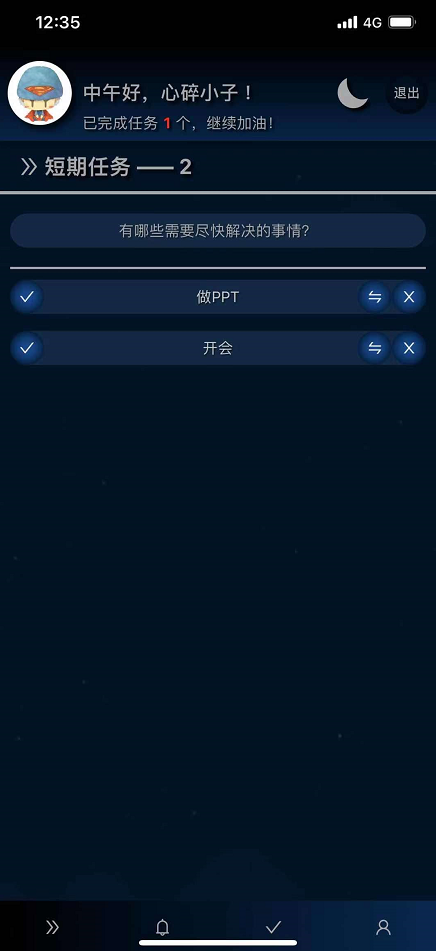 12:35
4G
中午好，心碎小子！
退出
已完成任务 1 个，继续加油！
短期任务 —— 2
有哪些需要尽快解决的事情？
做PPT
开会